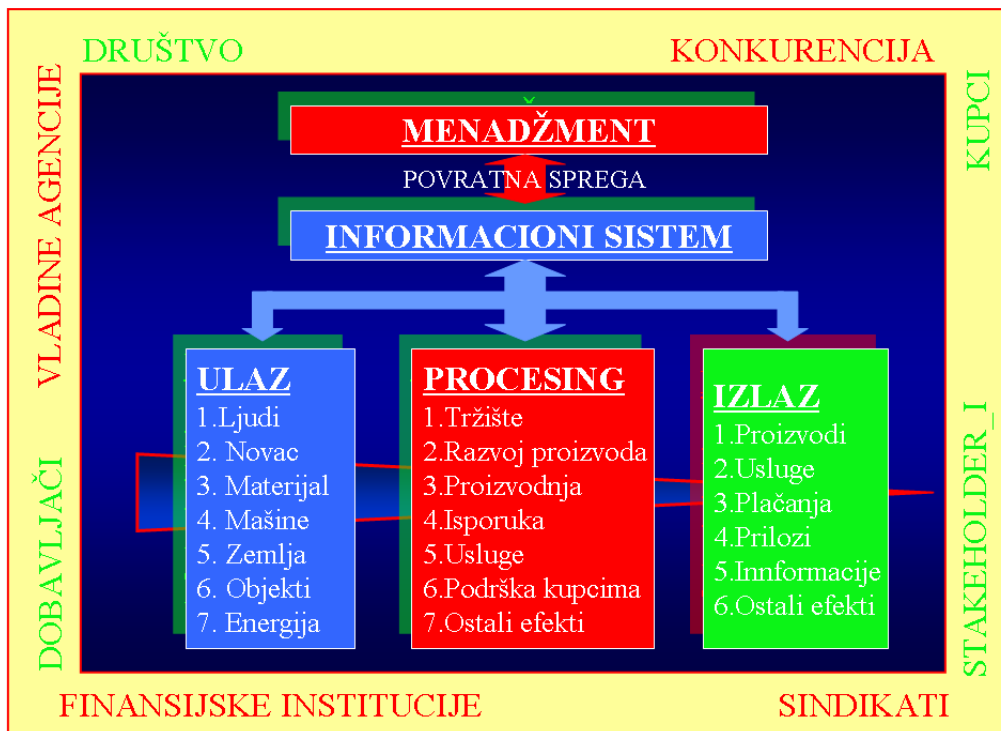 DRUŠTVO
KONKURENCIJA
VLADINE AGENCIJE
KUPCI
MENADŽMENT
POVRATNA SPREGA
INFORMACIONI SISTEM
ULAZ
1.Ljudi
2. Novac
3. Materijal
4. Mašine
5. Zemlja
6. Objekti
7. Energija
PROCESING
1.Tržište
2.Razvoj proizvoda
3.Proizvodnja
4.Isporuka
5.Usluge
6.Podrška kupcima
7.Ostali efekti
IZLAZ
1.Proizvodi
2.Usluge
3.Plačanja
4.Prilozi
5.Innformacije
6.Ostali efekti
DOBAVLJAČI
STAKEHOLDER_I
FINANSIJSKE INSTITUCIJE
SINDIKATI